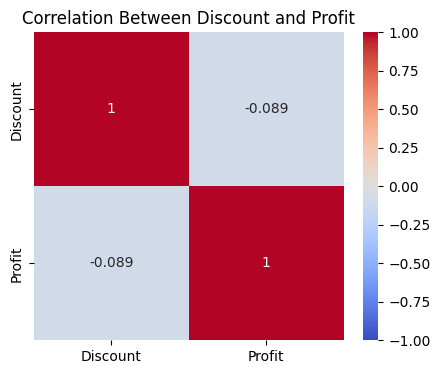 Correlation Between Discount and Profit
Discount
1
-0.089
Profit
-0.089
1
Discount
Profit
1.00
0.75
0.50
0.25
0.00
−0.25
−0.50
−0.75
−1.00